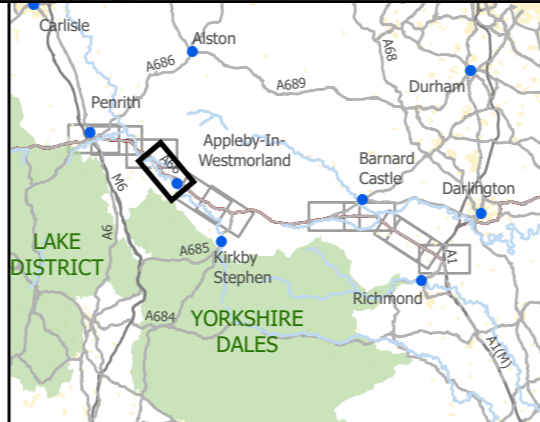 Carlisle
Alston
A686
A689
A68
Durham
Penrith
Appleby-In-
Westmorland
A66
Barnard
Castle
Darlington
M6
A6
LAKE
DISTRICT
A685
Kirkby
Stephen
A1
Richmond
A684
YORKSHIRE
DALES
A1(M)